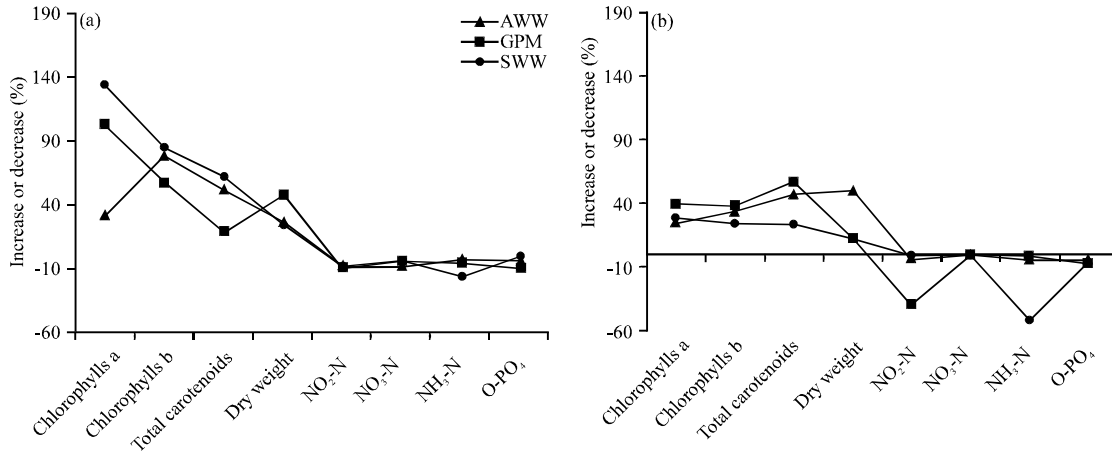 (a)
AWW
GPM
SWW
Increase or decrease (%)
190
140
90
40
-10
-60
Chlorophylls a
Chlorophylls b
Total carotenoids
Dry weight
NO₂-N
NO₃-N
NH₃-N
O-PO₄
(b)
Increase or decrease (%)
190
140
90
40
-10
-60
Chlorophylls a
Chlorophylls b
Total carotenoids
Dry weight
NO₂-N
NO₃-N
NH₃-N
O-PO₄